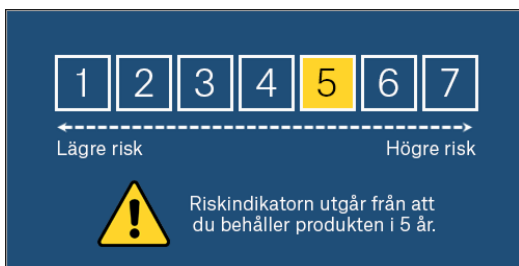 1 2 3 4 5 6 7
Lägre risk Högre risk
Riskindikatorn utgår från att
du behåller produkten i 5 år.